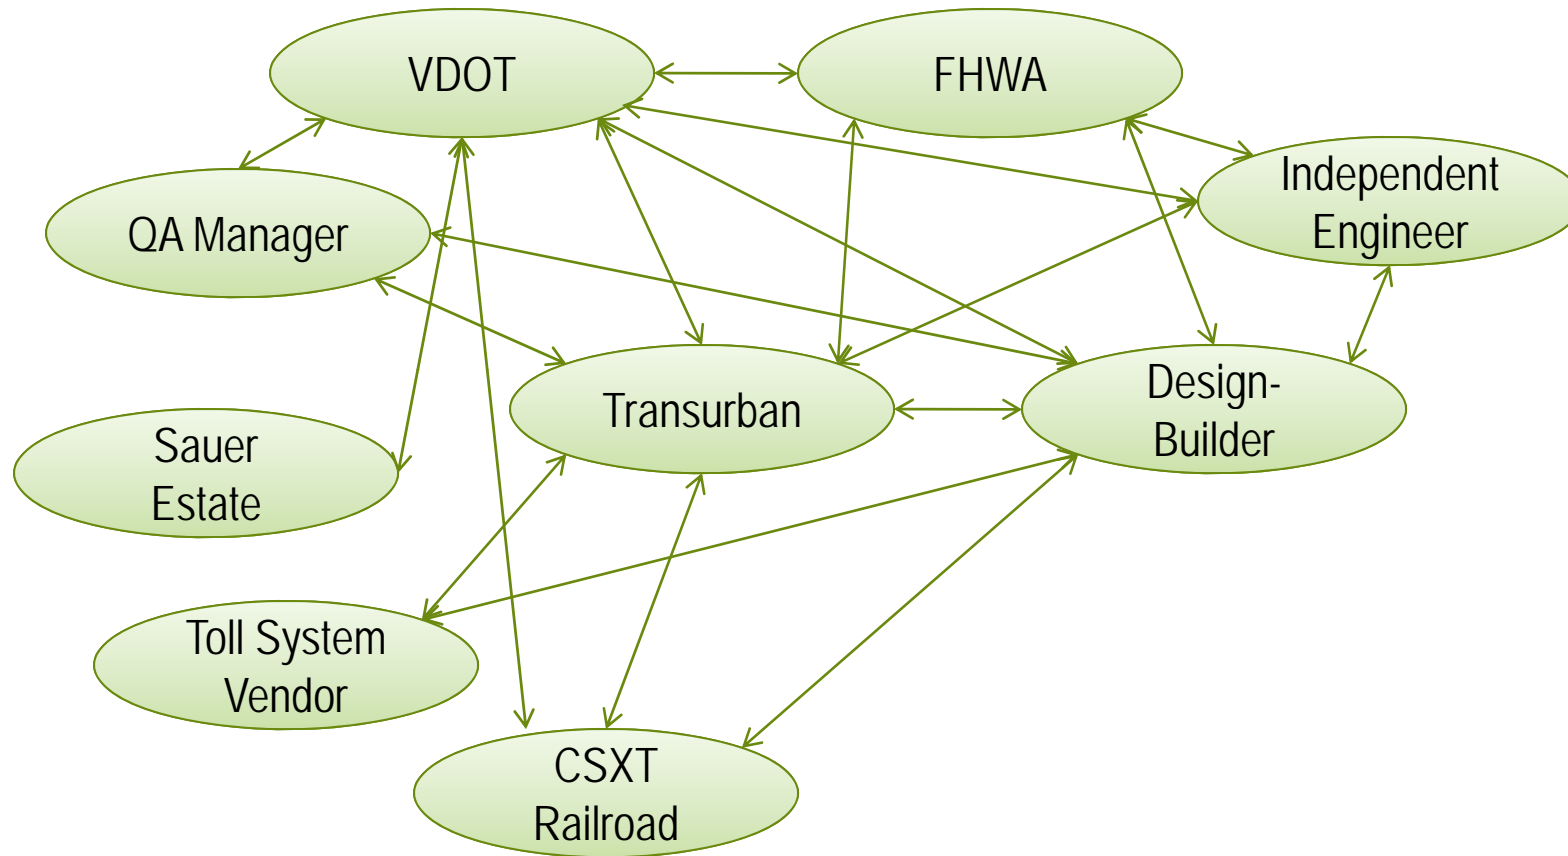 VDOT
FHWA
Independent
Engineer
QA Manager
Transurban
Design-
Builder
Sauer
Estate
Toll System
Vendor
CSXT
Railroad